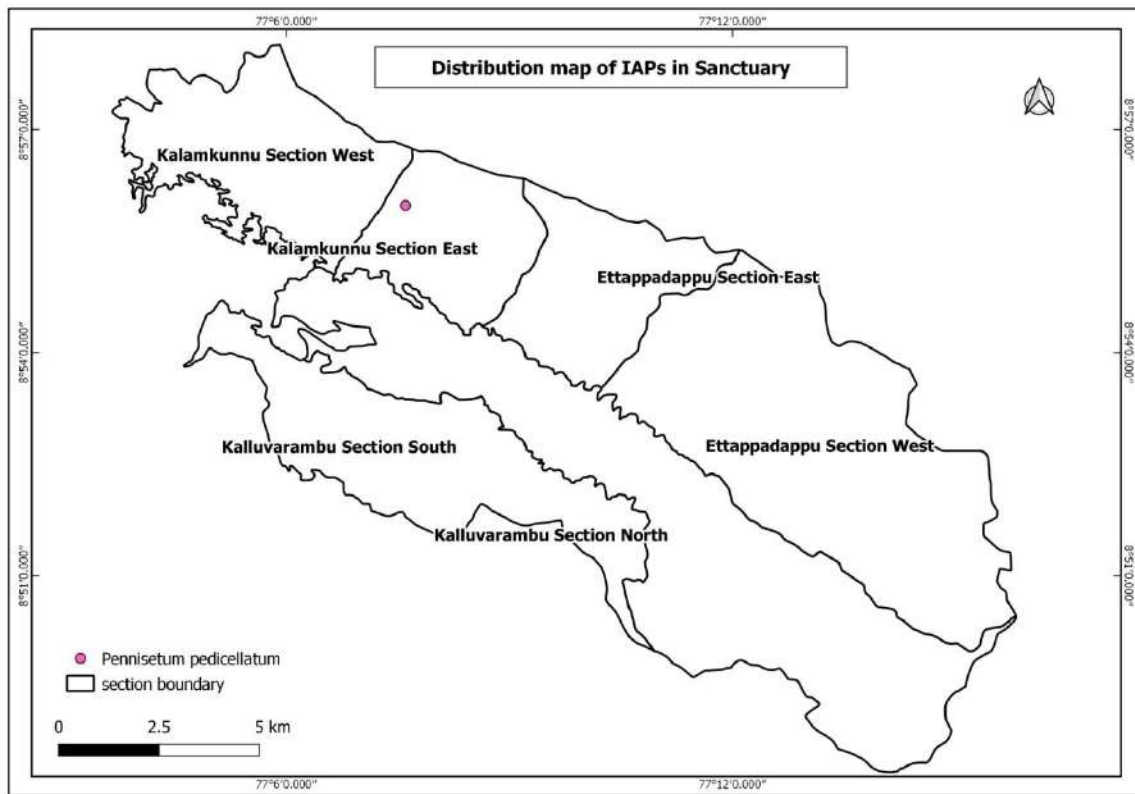 77°6'0.000"
77°12'0.000"
Distribution map of IAPs in Sanctuary
8°57'0.000"
8°57'0.000"
Kalamkunnu Section West
Kalamkunnu Section East
Ettappadappu Section East
8°54'0.000"
8°54'0.000"
Kalluvarambu Section South
Ettappadappu Section West
Kalluvarambu Section North
8°51'0.000"
8°51'0.000"
Pennisetum pedicellatum
section boundary
0 2.5 5 km
77°6'0.000"
77°12'0.000"